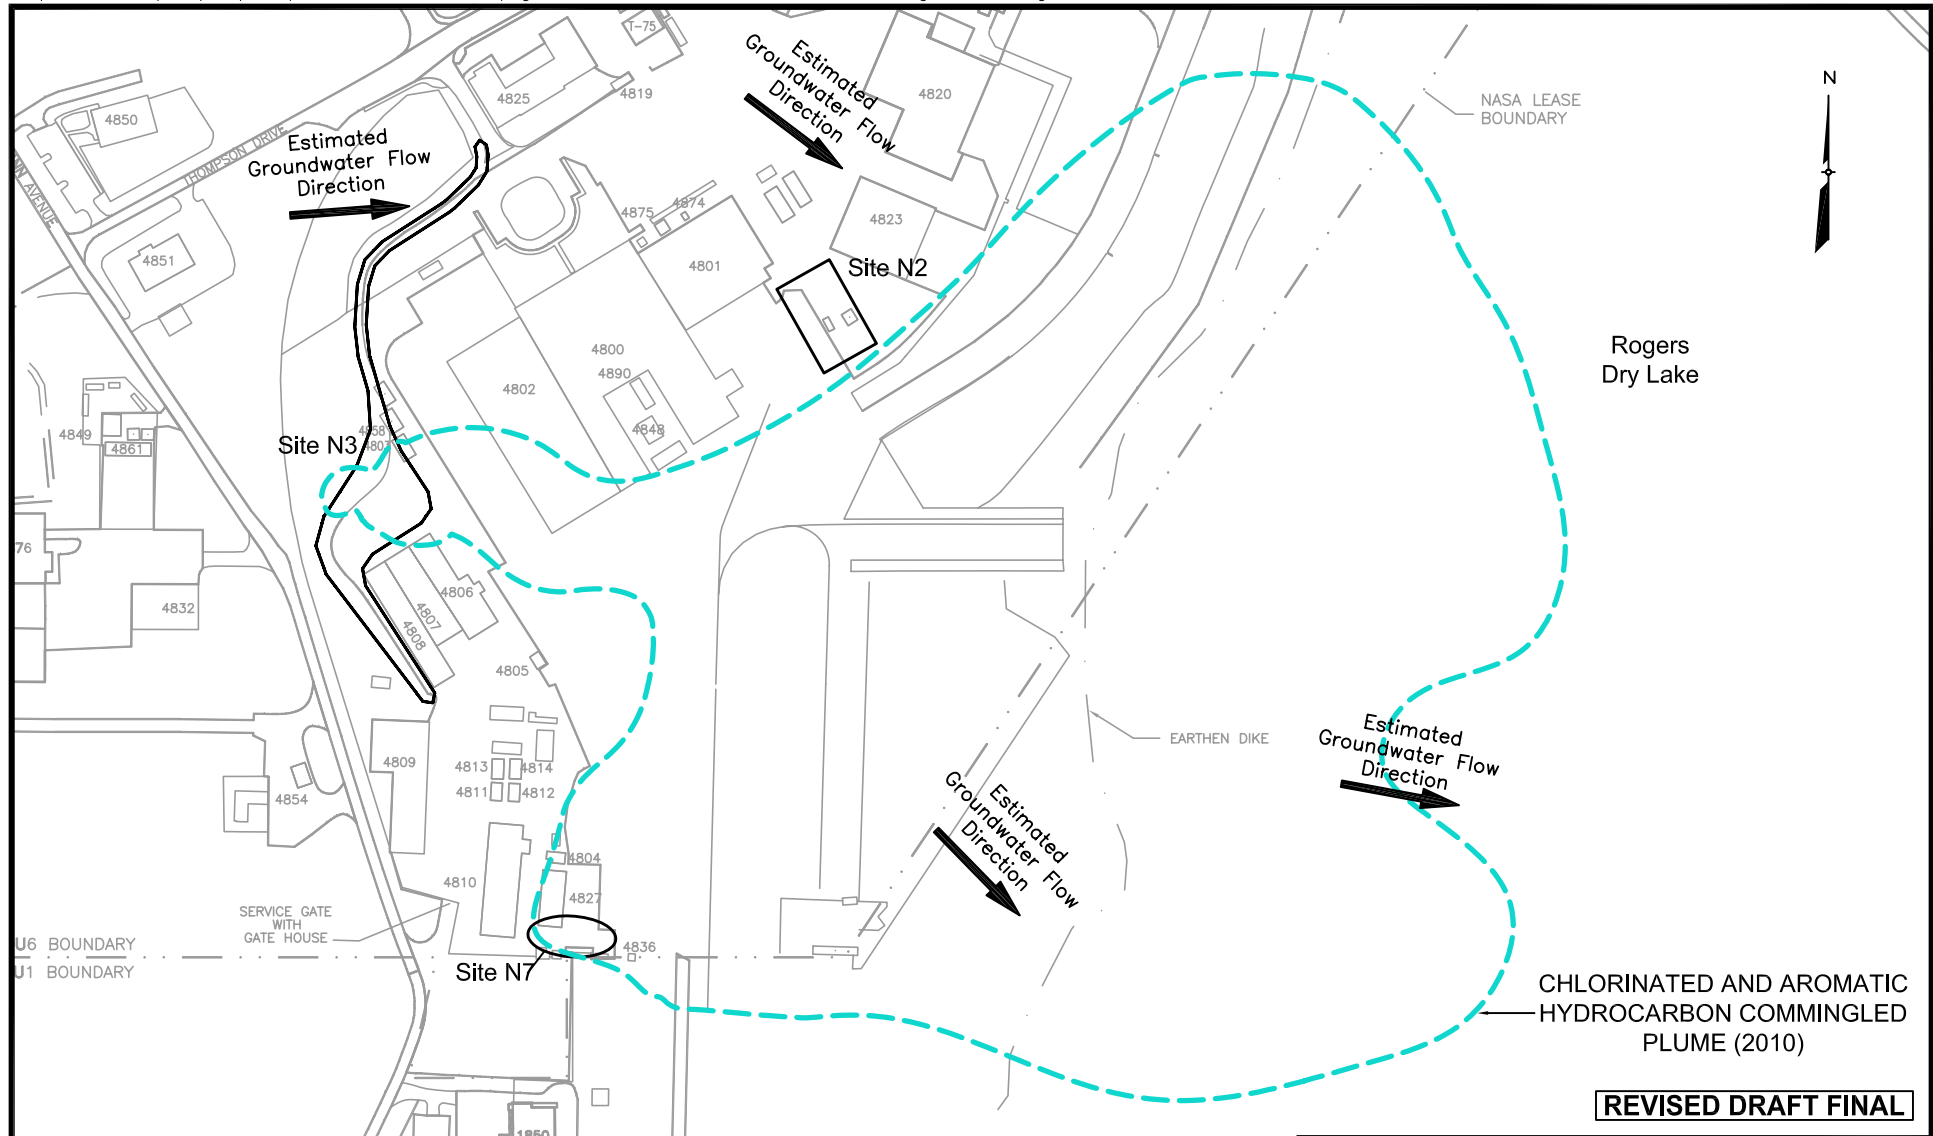 T-75
4819
4825
4850
THOMPSON DRIVE
Estimated
Groundwater Flow
Direction
Estimated
Groundwater Flow
Direction
4820
NASA LEASE
BOUNDARY
N
4851
4875
4874
4823
4801
Site N2
4800
4890
4802
4848
Rogers
Dry Lake
4849
4861
Site N3
4803
76
4832
4806
4807
4808
4805
4809
4813
4814
4811
4812
4854
EARTHEN DIKE
Estimated
Groundwater Flow
Direction
Estimated
Groundwater Flow
Direction
4804
4810
4827
SERVICE GATE
WITH
GATE HOUSE
4836
U6 BOUNDARY
U1 BOUNDARY
Site N7
CHLORINATED AND AROMATIC
HYDROCARBON COMMINGLED
PLUME (2010)
REVISED DRAFT FINAL
1850